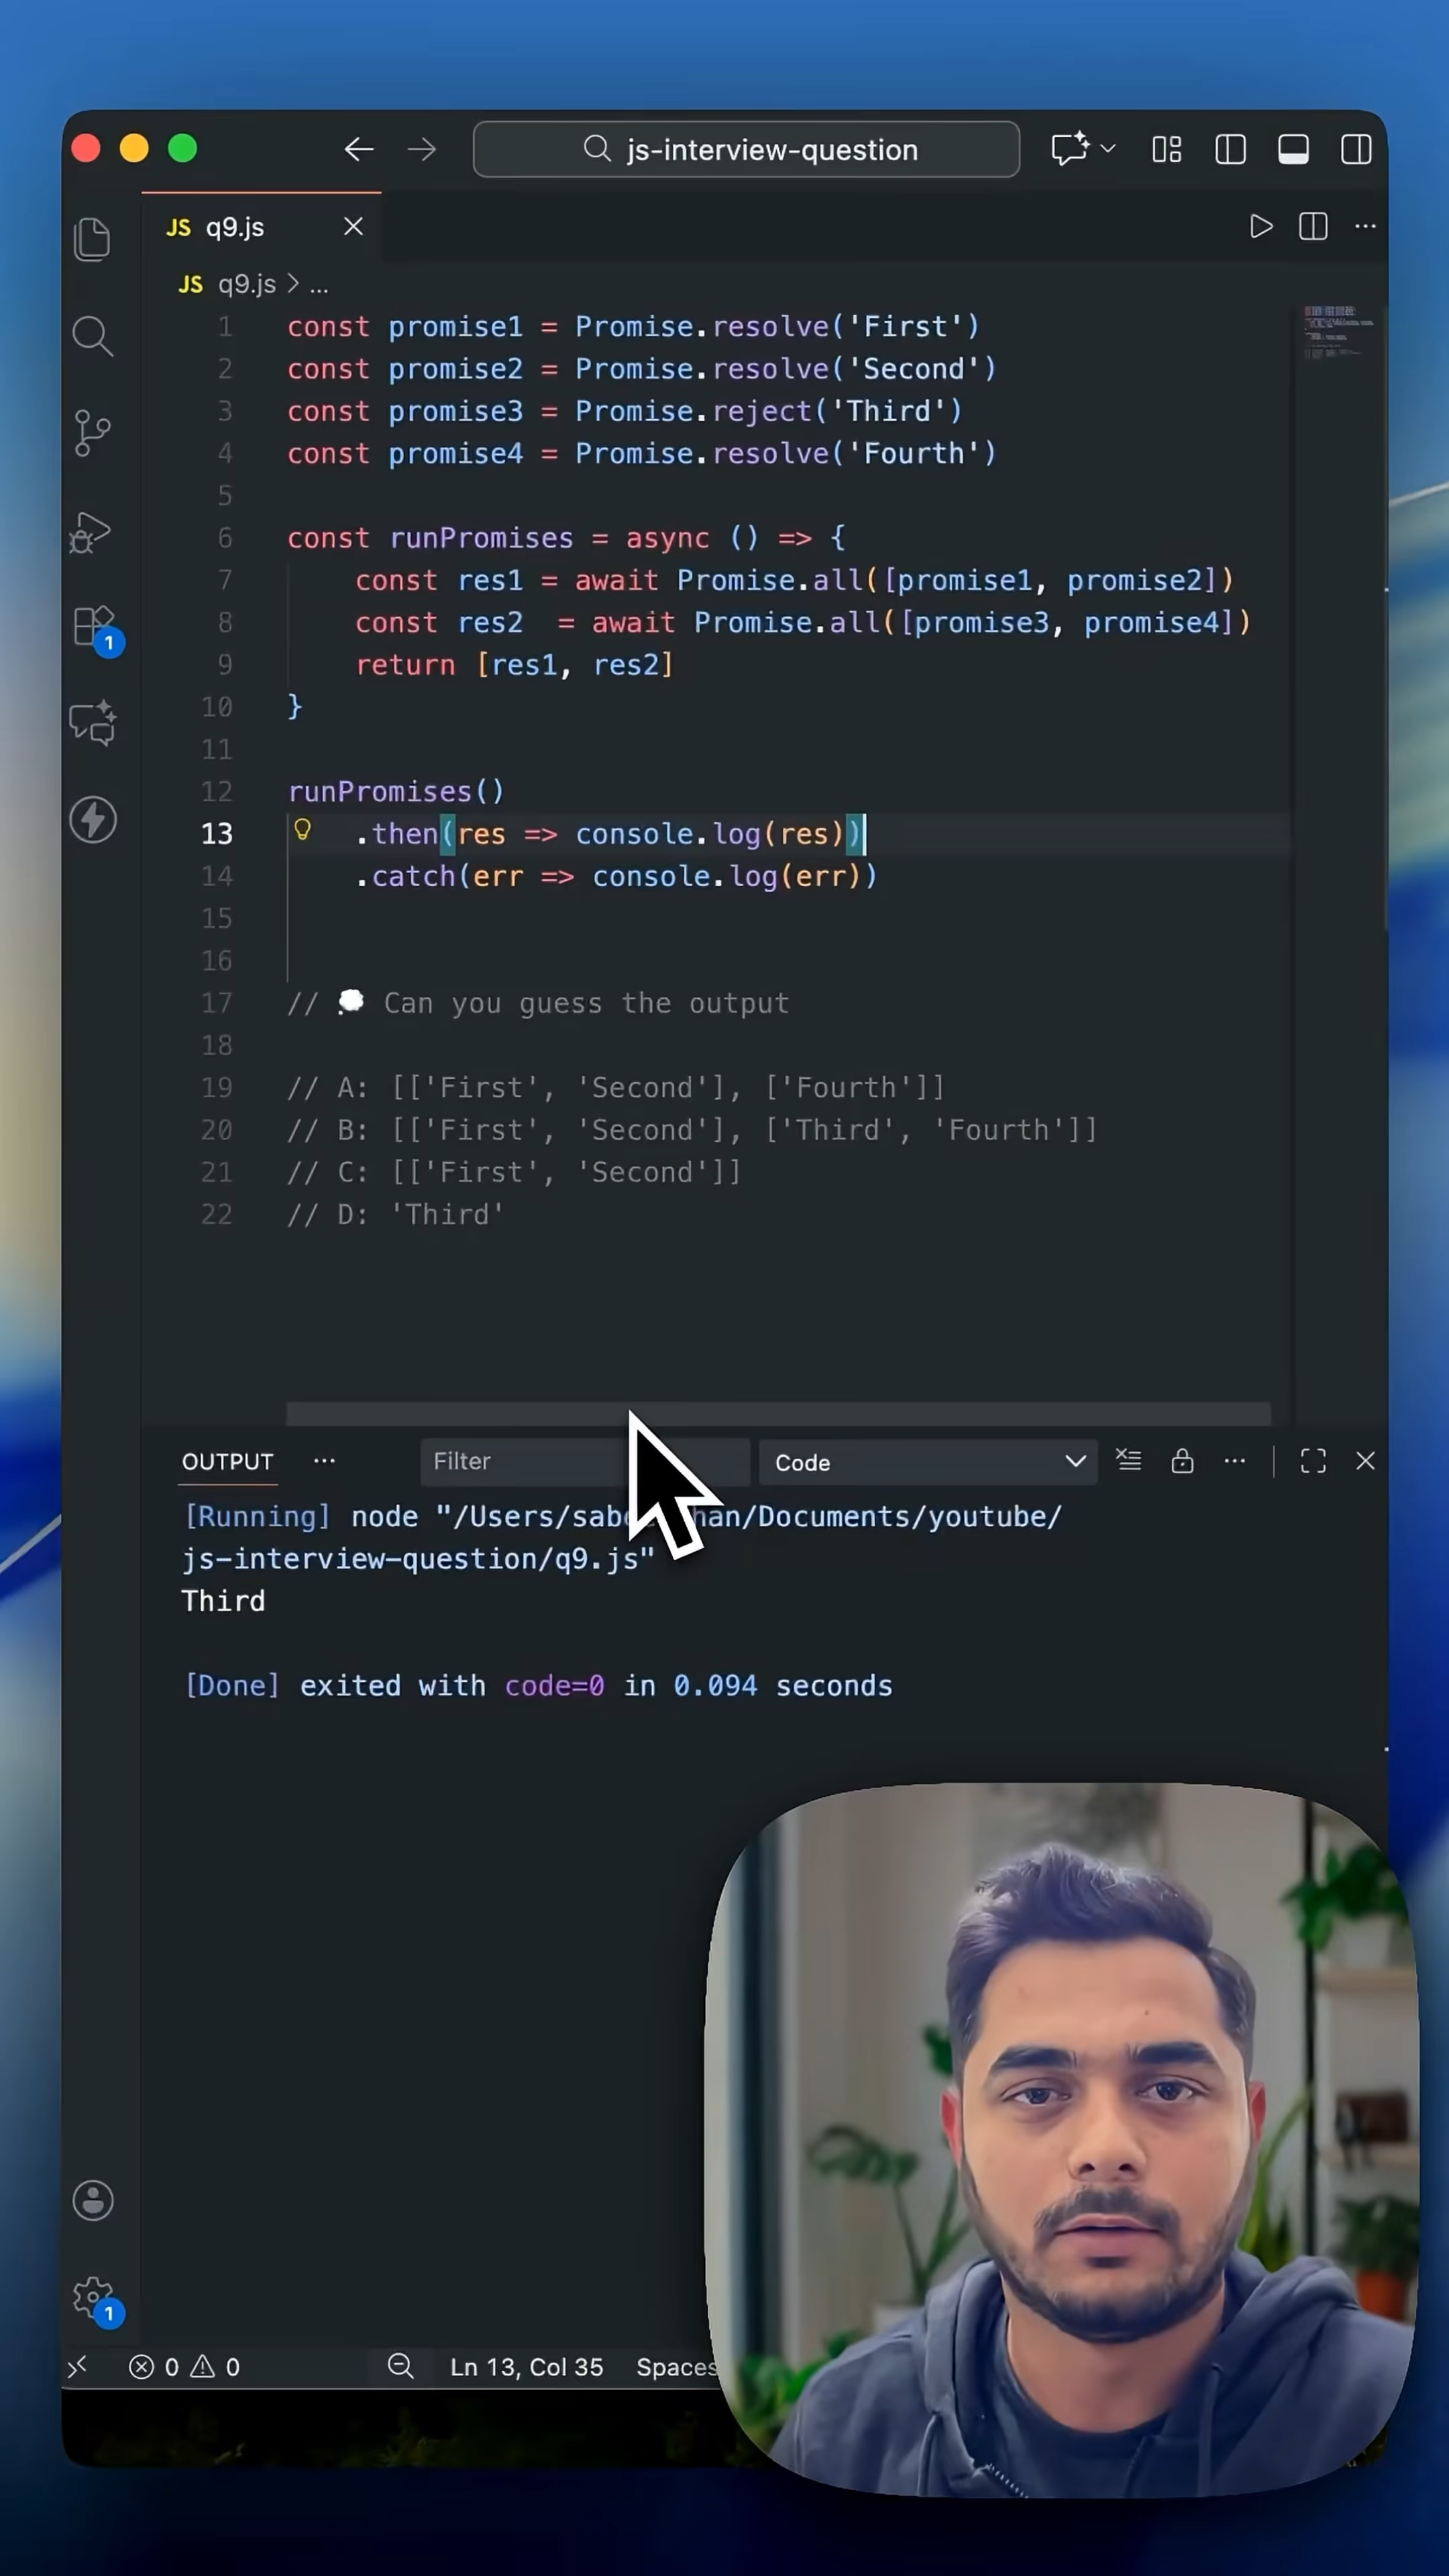 js-interview-question
JS q9.js
JS q9.js > ...
1 const promise1 = Promise.resolve('First')
2 const promise2 = Promise.resolve('Second')
3 const promise3 = Promise.reject('Third')
4 const promise4 = Promise.resolve('Fourth')
5
6 const runPromises = async () => {
7 const res1 = await Promise.all([promise1, promise2])
8 const res2  = await Promise.all([promise3, promise4])
9 return [res1, res2]
10 }
11
12 runPromises()
13 .then(res => console.log(res))
14 .catch(err => console.log(err))
15
16
17 // 💭 Can you guess the output
18
19 // A: [['First', 'Second'], ['Fourth']]
20 // B: [['First', 'Second'], ['Third', 'Fourth']]
21 // C: [['First', 'Second']]
22 // D: 'Third'
1
OUTPUT ... Filter Code
[Running] node "/Users/ /Documents/youtube/
js-interview-question/q9.js"
Third
[Done] exited with code=0 in 0.094 seconds
1
0 0 Ln 13, Col 35 Spaces